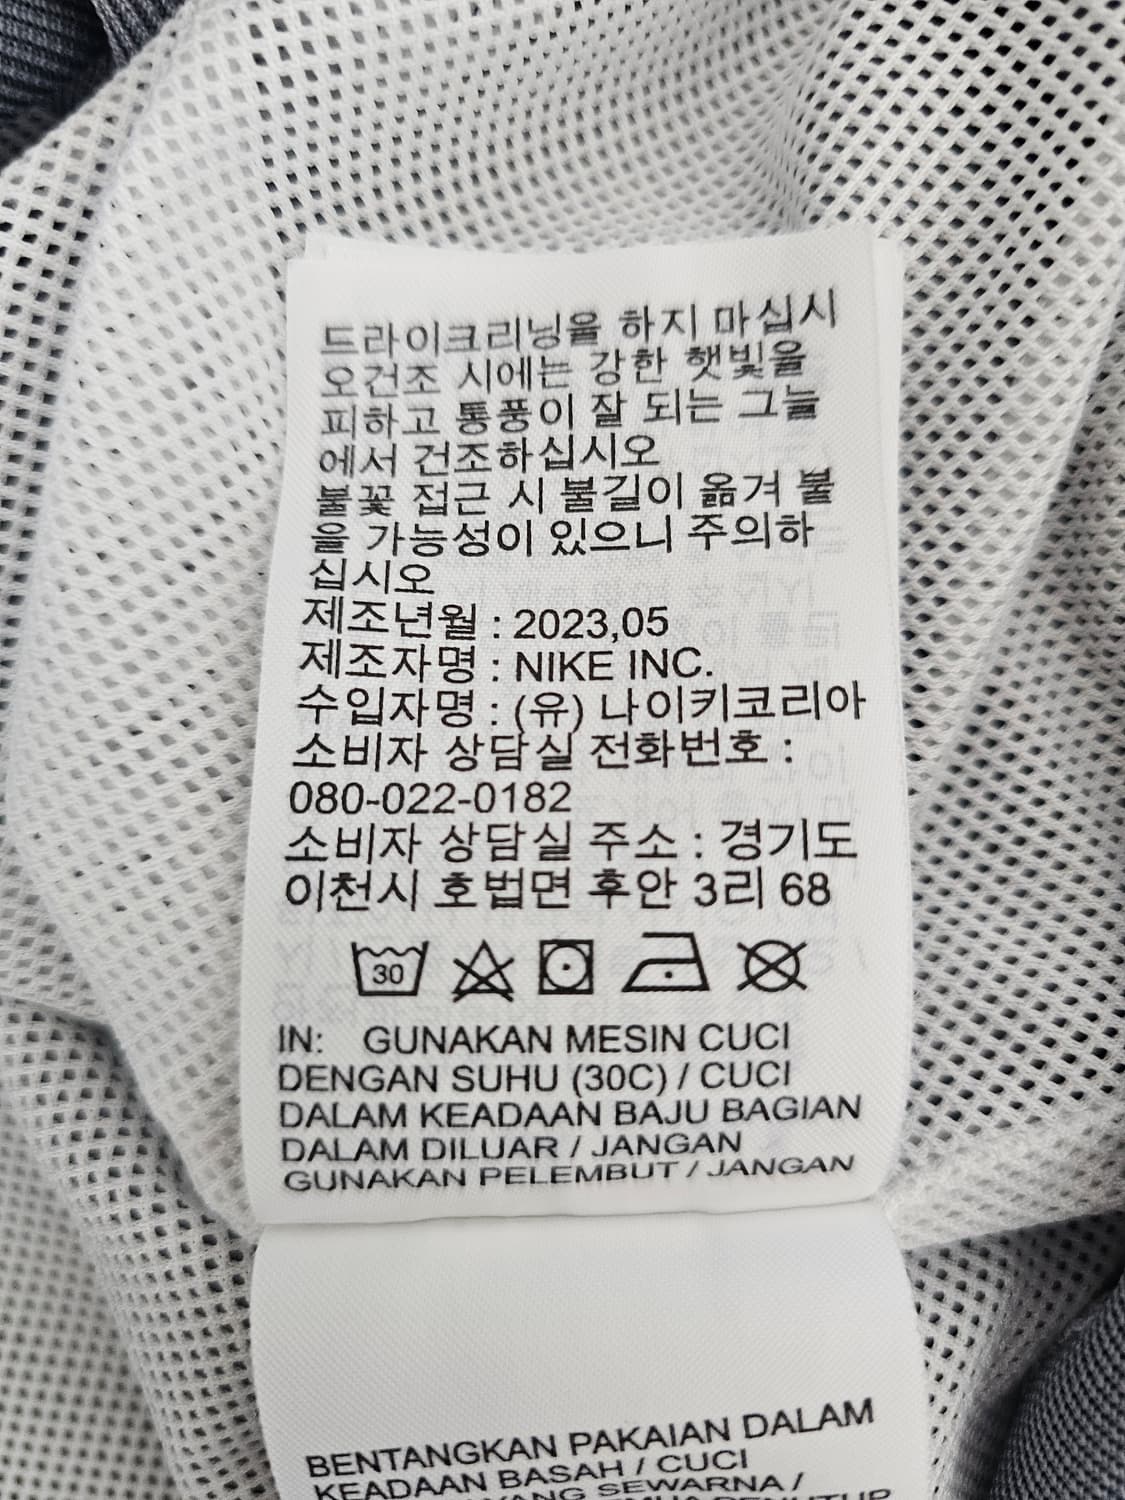 드라이크리닝을 하지 마십시
오건조 시에는 강한 햇빛을
피하고 통풍이 잘 되는 그늘
에서 건조하십시오
불꽃 접근 시 불길이 옮겨 붙
을 가능성이 있으니 주의하
십시오
제조년월 : 2023,05
제조자명 : NIKE INC.
수입자명 : (유) 나이키코리아
소비자 상담실 전화번호 :
080-022-0182
소비자 상담실 주소 : 경기도
이천시 호법면 후안 3리 68
30
IN: GUNAKAN MESIN CUCI
DENGAN SUHU (30C) / CUCI
DALAM KEADAAN BAJU BAGIAN
DALAM DILUAR / JANGAN
GUNAKAN PELEMBUT / JANGAN
BENTANGKAN PAKAIAN DALAM
KEADAAN BASAH / CUCI
YANG SEWARNA /